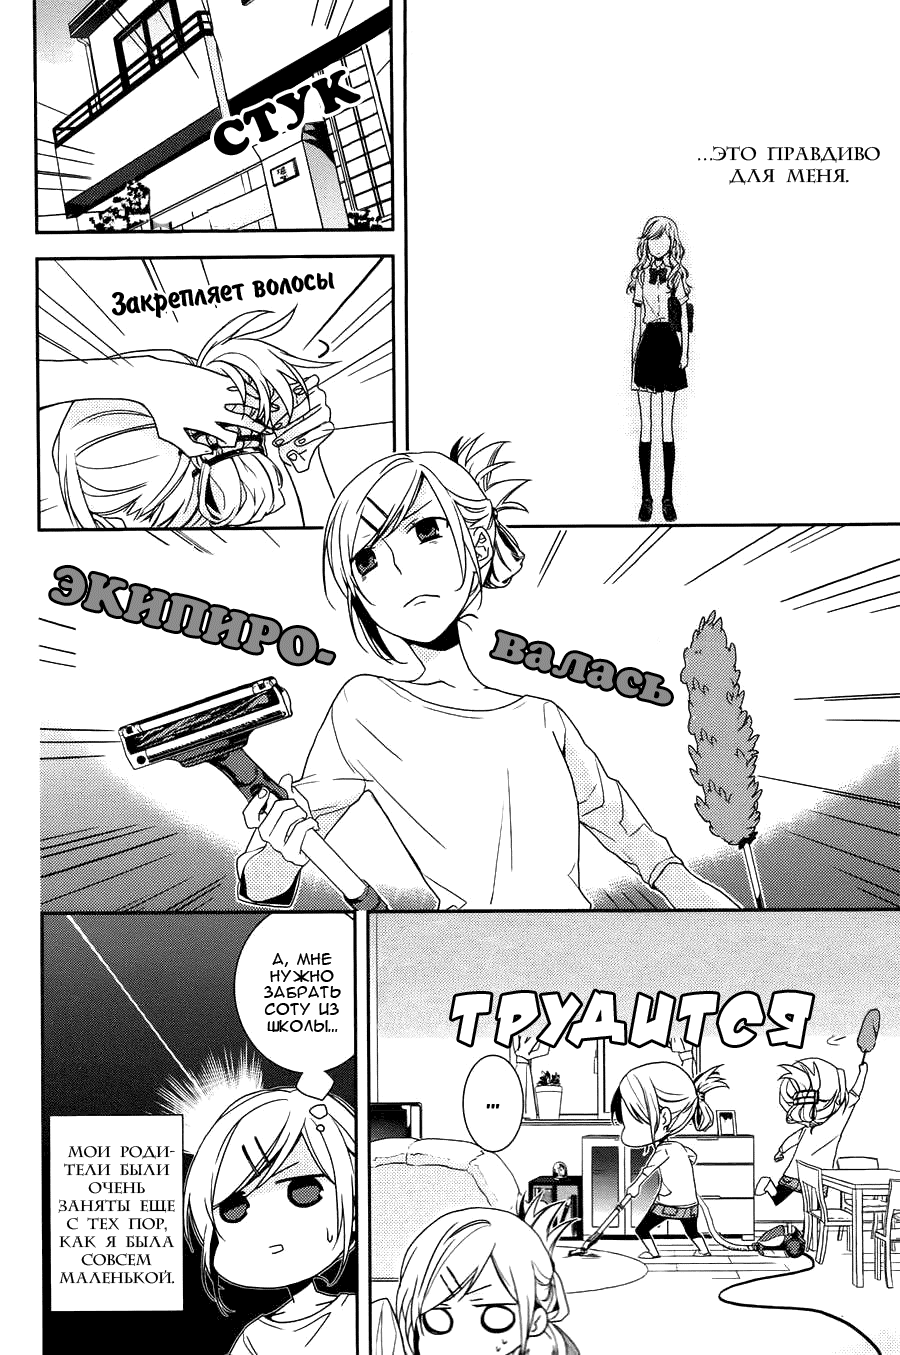 СТУК
...ЭТО ПРАВДИВО
ДЛЯ МЕНЯ.
Закрепляет волосы
ЭКИПИРО-
ВАЛАСЬ
А, МНЕ
НУЖНО
ЗАБРАТЬ
СОТУ ИЗ
ШКОЛЫ...
МОИ РОДИ-
ТЕЛИ БЫЛИ
ОЧЕНЬ
ЗАНЯТЫ ЕЩЕ
С ТЕХ ПОР,
КАК Я БЫЛА
СОВСЕМ
МАЛЕНЬКОЙ.
ТРУДИТСЯ
...